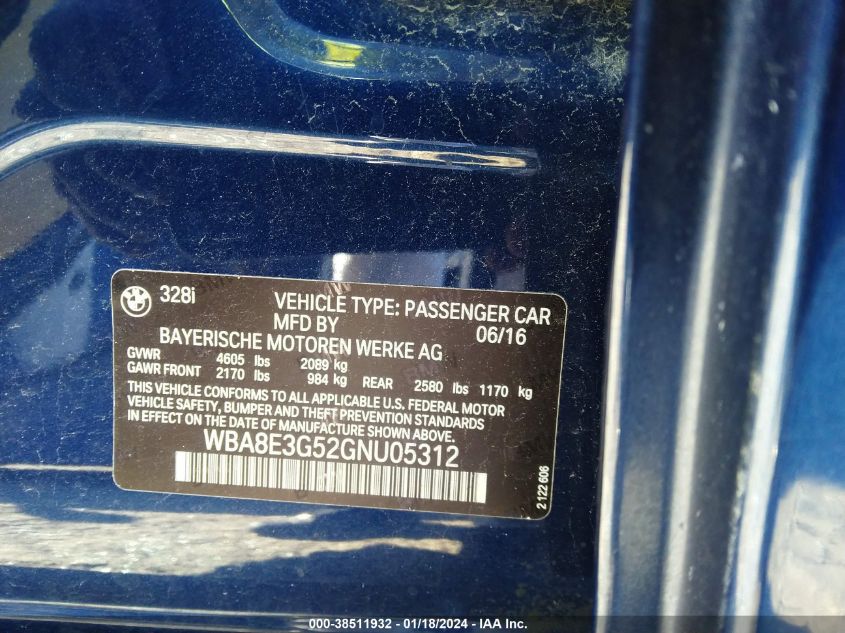 328i
VEHICLE TYPE: PASSENGER CAR
MFD BY 06/16
BAYERISCHE MOTOREN WERKE AG
GVWR 4605 lbs 2089 kg
GAWR FRONT 2170 lbs 984 kg REAR 2580 lbs 1170 kg
THIS VEHICLE CONFORMS TO ALL APPLICABLE U.S. FEDERAL MOTOR
VEHICLE SAFETY, BUMPER AND THEFT PREVENTION STANDARDS
IN EFFECT ON THE DATE OF MANUFACTURE SHOWN ABOVE.
WBA8E3G52GNU05312
2 122 606
000-38511932 - 01/18/2024 - IAA, Inc.